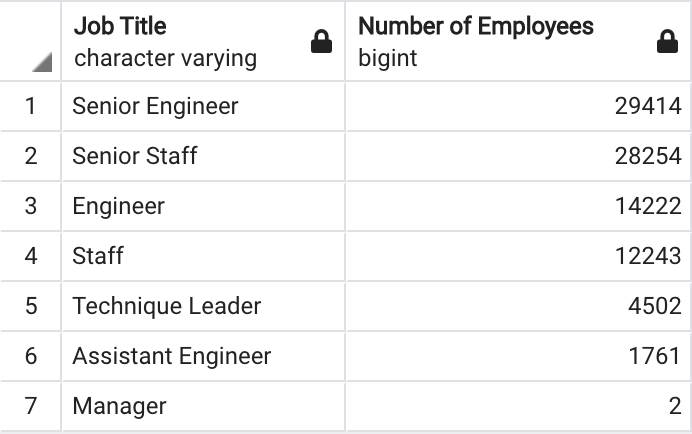 Job Title Number of Employees
character varying bigint
1 Senior Engineer 29414
2 Senior Staff 28254
3 Engineer 14222
4 Staff 12243
5 Technique Leader 4502
6 Assistant Engineer 1761
7 Manager 2